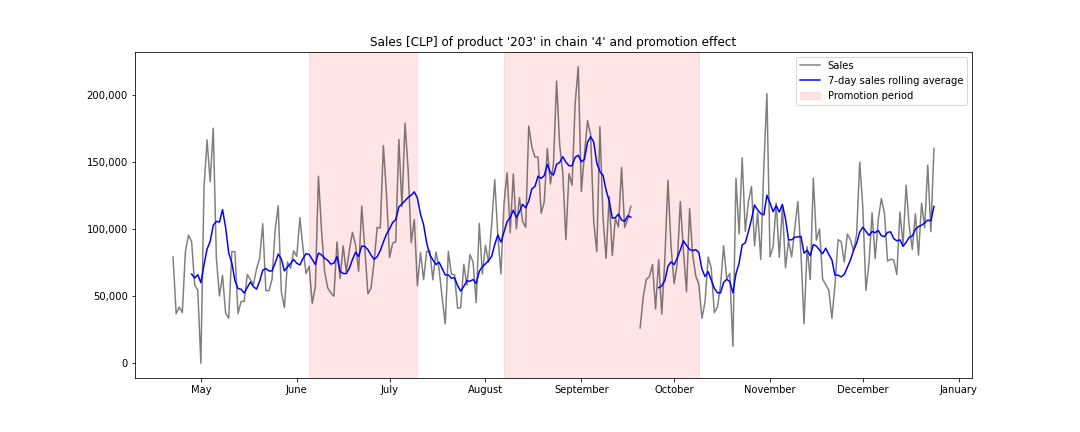 Sales [CLP] of product '203' in chain '4' and promotion effect
Sales
7-day sales rolling average
Promotion period
200,000
150,000
100,000
50,000
0
May June July August September October November December January